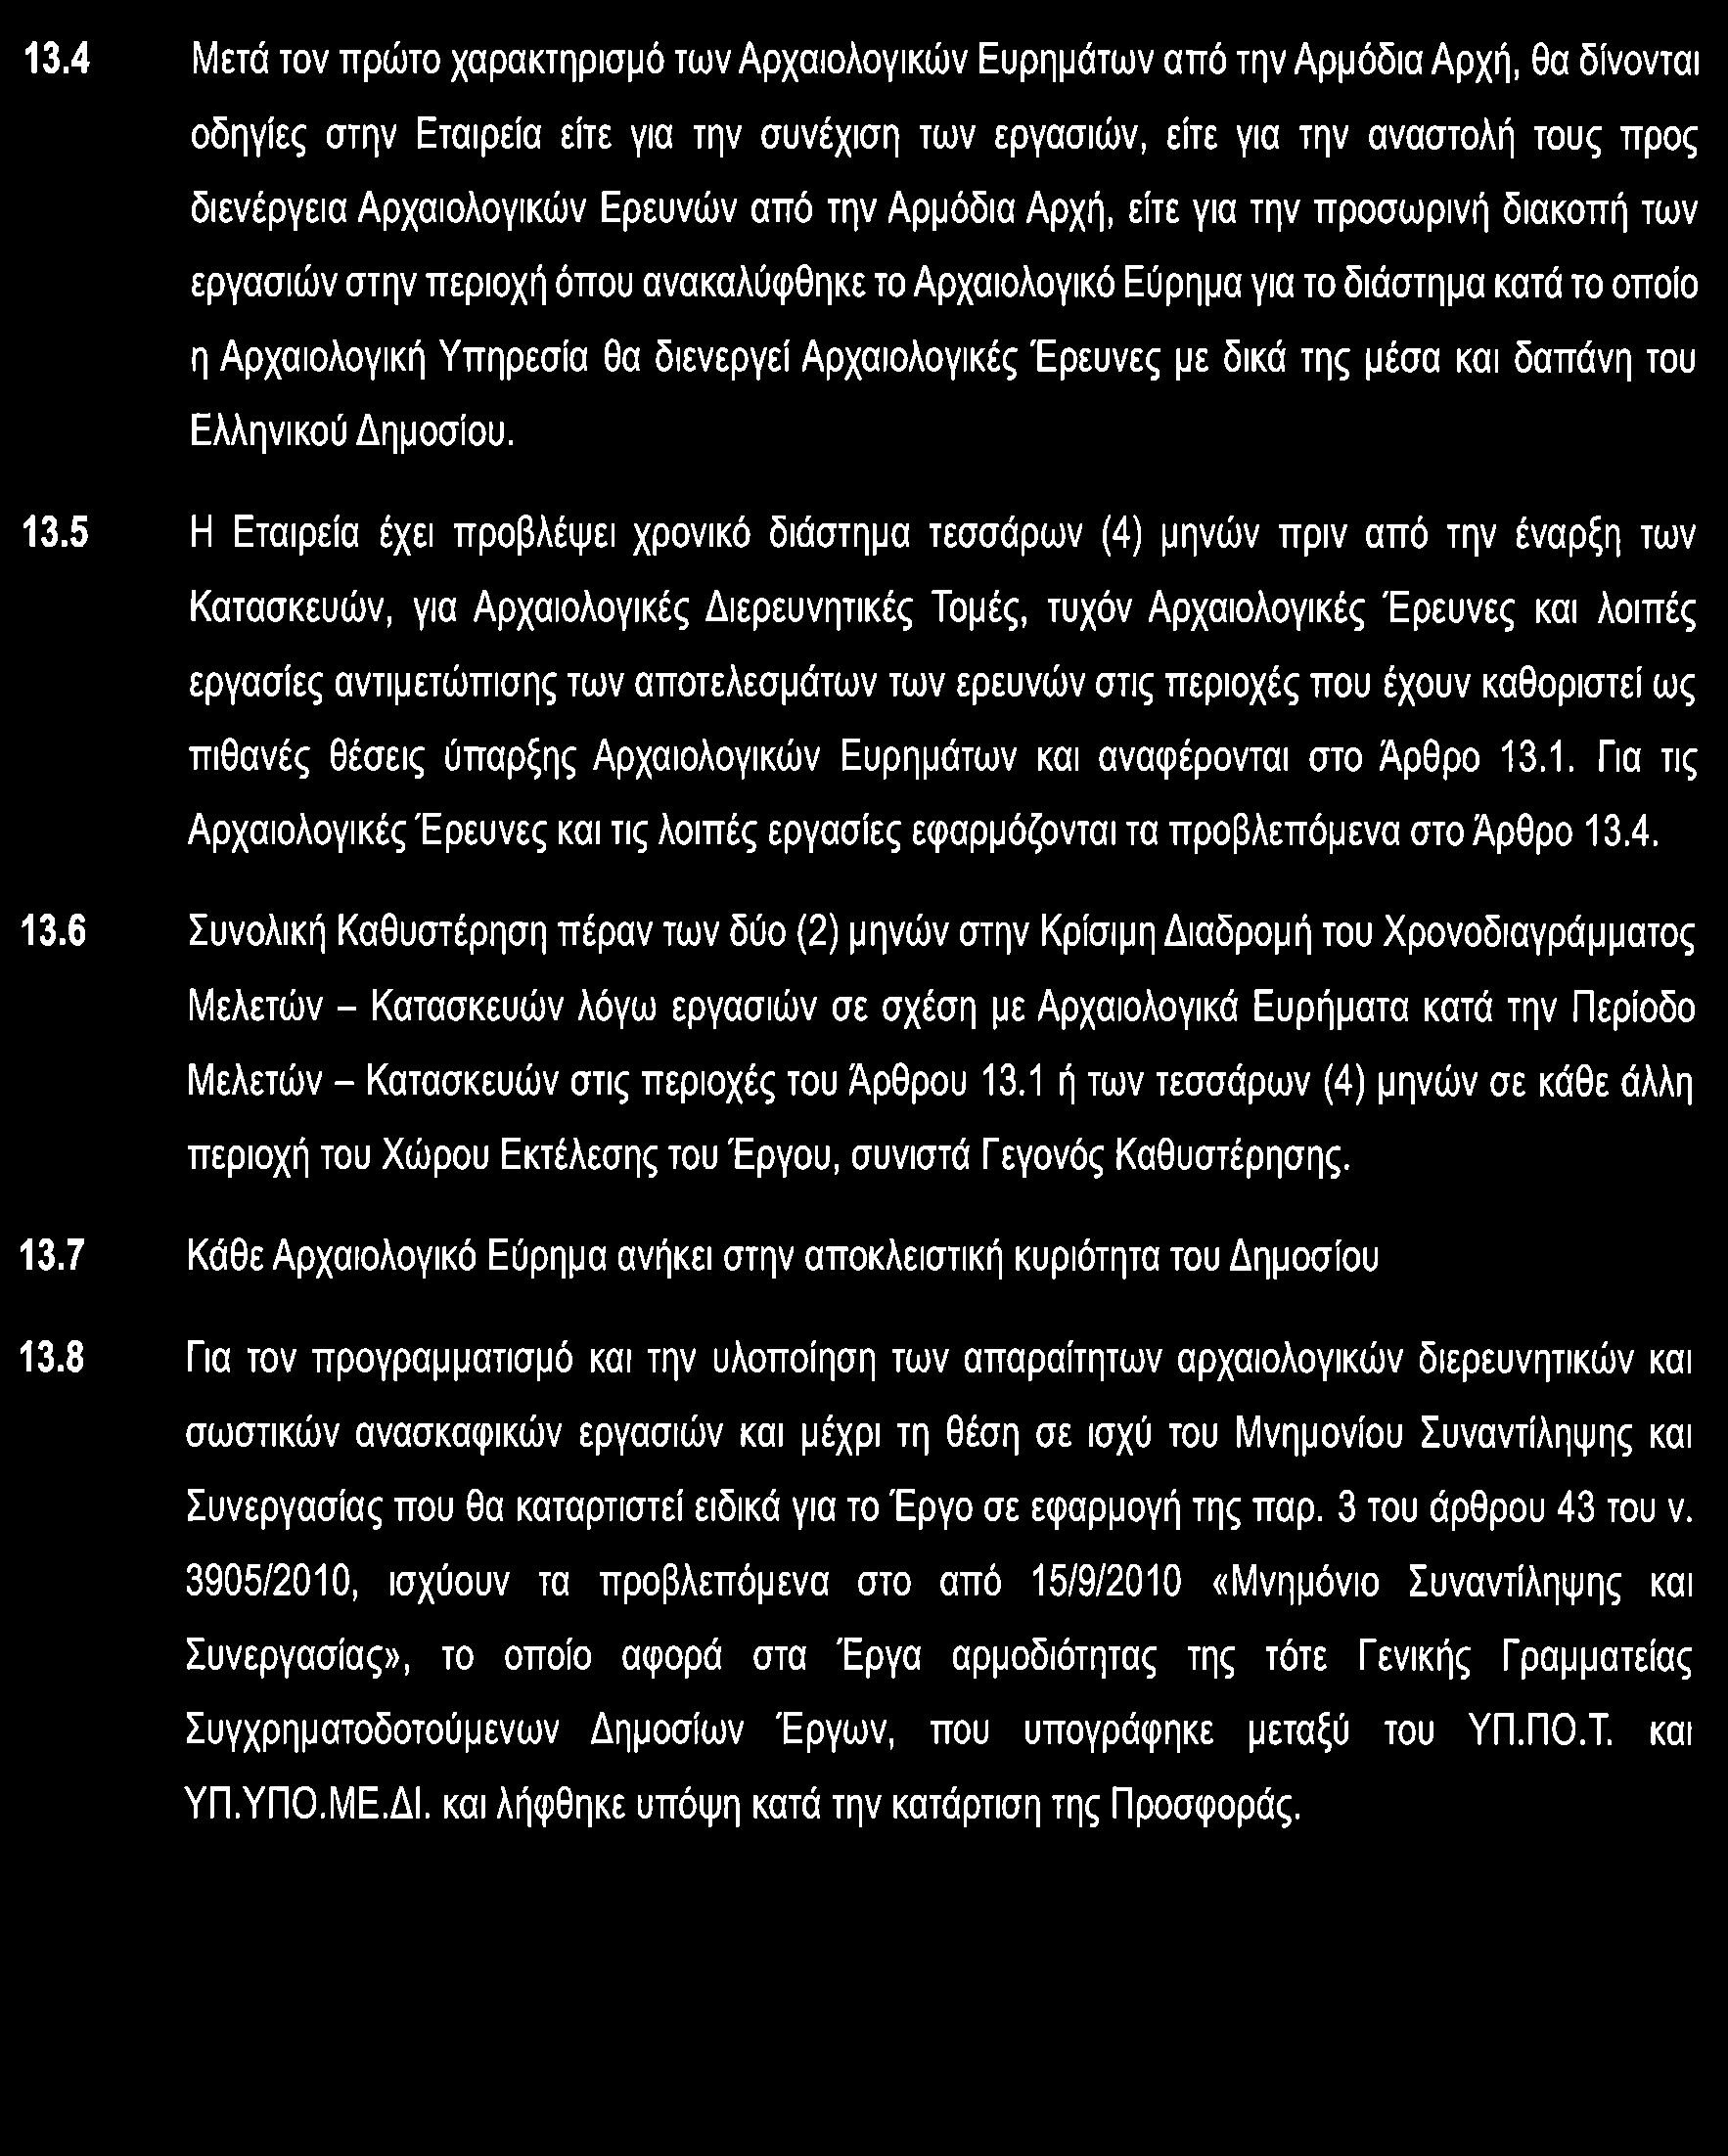 13.4 Μετά τον πρώτο χαρακτηρισμό των Αρχαιολογικών Ευρημάτων από την Αρμόδια Αρχή, θα δίνονται
οδηγίες στην Εταιρεία είτε για την συνέχιση των εργασιών, είτε για την αναστολή τους προς
διενέργεια Αρχαιολογικών Ερευνών από την Αρμόδια Αρχή, είτε για την προσωρινή διακοπή των
εργασιών στην περιοχή όπου ανακαλύφθηκε το Αρχαιολογικό Εύρημα για το διάστημα κατά το οποίο
η Αρχαιολογική Υπηρεσία θα διενεργεί Αρχαιολογικές Έρευνες με δικά της μέσα και δαπάνη του
Ελληνικού Δημοσίου.
13.5 Η Εταιρεία έχει προβλέψει χρονικό διάστημα τεσσάρων (4) μηνών πριν από την έναρξη των
Κατασκευών, για Αρχαιολογικές Διερευνητικές Τομές, τυχόν Αρχαιολογικές Έρευνες και λοιπές
εργασίες αντιμετώπισης των αποτελεσμάτων των ερευνών στις περιοχές που έχουν καθοριστεί ως
πιθανές θέσεις ύπαρξης Αρχαιολογικών Ευρημάτων και αναφέρονται στο Άρθρο 13.1. Για τις
Αρχαιολογικές Έρευνες και τις λοιπές εργασίες εφαρμόζονται τα προβλεπόμενα στο Άρθρο 13.4.
13.6 Συνολική Καθυστέρηση πέραν των δύο (2) μηνών στην Κρίσιμη Διαδρομή του Χρονοδιαγράμματος
Μελετών – Κατασκευών λόγω εργασιών σε σχέση με Αρχαιολογικά Ευρήματα κατά την Περίοδο
Μελετών – Κατασκευών στις περιοχές του Άρθρου 13.1 ή των τεσσάρων (4) μηνών σε κάθε άλλη
περιοχή του Χώρου Εκτέλεσης του Έργου, συνιστά Γεγονός Καθυστέρησης.
13.7 Κάθε Αρχαιολογικό Εύρημα ανήκει στην αποκλειστική κυριότητα του Δημοσίου
13.8 Για τον προγραμματισμό και την υλοποίηση των απαραίτητων αρχαιολογικών διερευνητικών και
σωστικών ανασκαφικών εργασιών και μέχρι τη θέση σε ισχύ του Μνημονίου Συναντίληψης και
Συνεργασίας που θα καταρτιστεί ειδικά για το Έργο σε εφαρμογή της παρ. 3 του άρθρου 43 του ν.
3905/2010, ισχύουν τα προβλεπόμενα στο από 15/9/2010 «Μνημόνιο Συναντίληψης και
Συνεργασίας», το οποίο αφορά στα Έργα αρμοδιότητας της τότε Γενικής Γραμματείας
Συγχρηματοδοτούμενων Δημοσίων Έργων, που υπογράφηκε μεταξύ του ΥΠ.ΠΟ.Τ. και
ΥΠ.ΥΠΟ.ΜΕ.ΔΙ. και λήφθηκε υπόψη κατά την κατάρτιση της Προσφοράς.